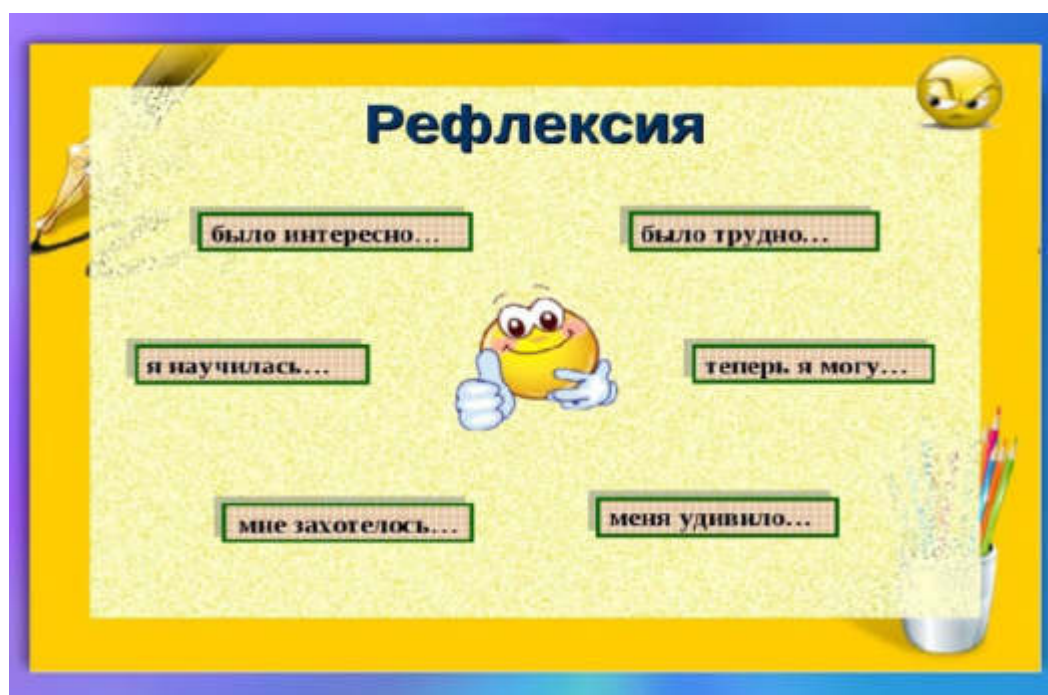 Рефлексия
было интересно...
было трудно...
я научилась...
теперь я могу...
мне захотелось...
меня удивило...